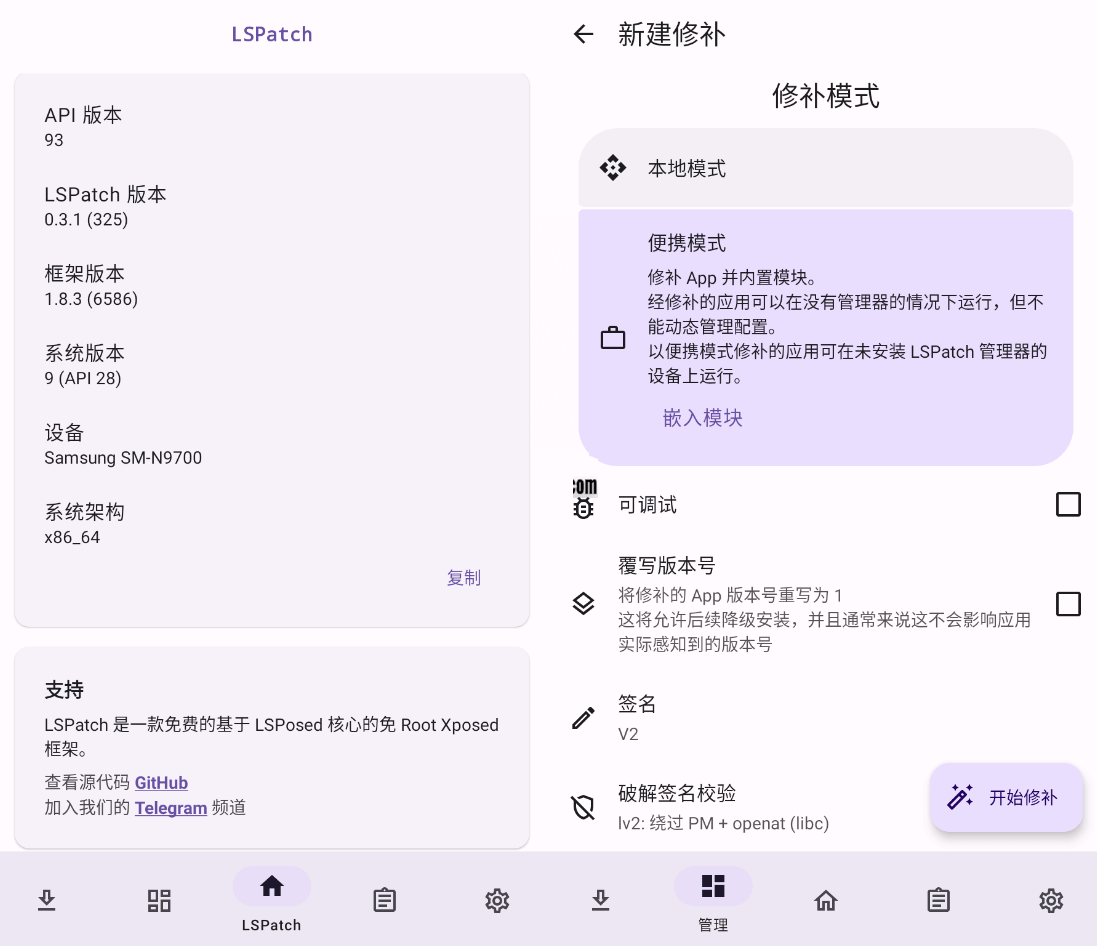 LSPatch
API 版本
93
LSPatch 版本
0.3.1 (325)
框架版本
1.8.3 (6586)
系统版本
9 (API 28)
设备
Samsung SM-N9700
系统架构
x86_64
复制
支持
LSPatch 是一款免费的基于 LSPosed 核心的免 Root Xposed
框架。
查看源代码 GitHub
加入我们的 Telegram 频道
LSPatch
新建修补
修补模式
本地模式
便携模式
修补 App 并内置模块。
经修补的应用可以在没有管理器的情况下运行，但不
能动态管理配置。
以便携模式修补的应用可在未安装 LSPatch 管理器的
设备上运行。
嵌入模块
com
可调试
覆写版本号
将修补的 App 版本号重写为 1
这将允许后续降级安装，并且通常来说这不会影响应用
实际感知到的版本号
签名
V2
破解签名校验
lv2: 绕过 PM + openat (libc)
开始修补
管理